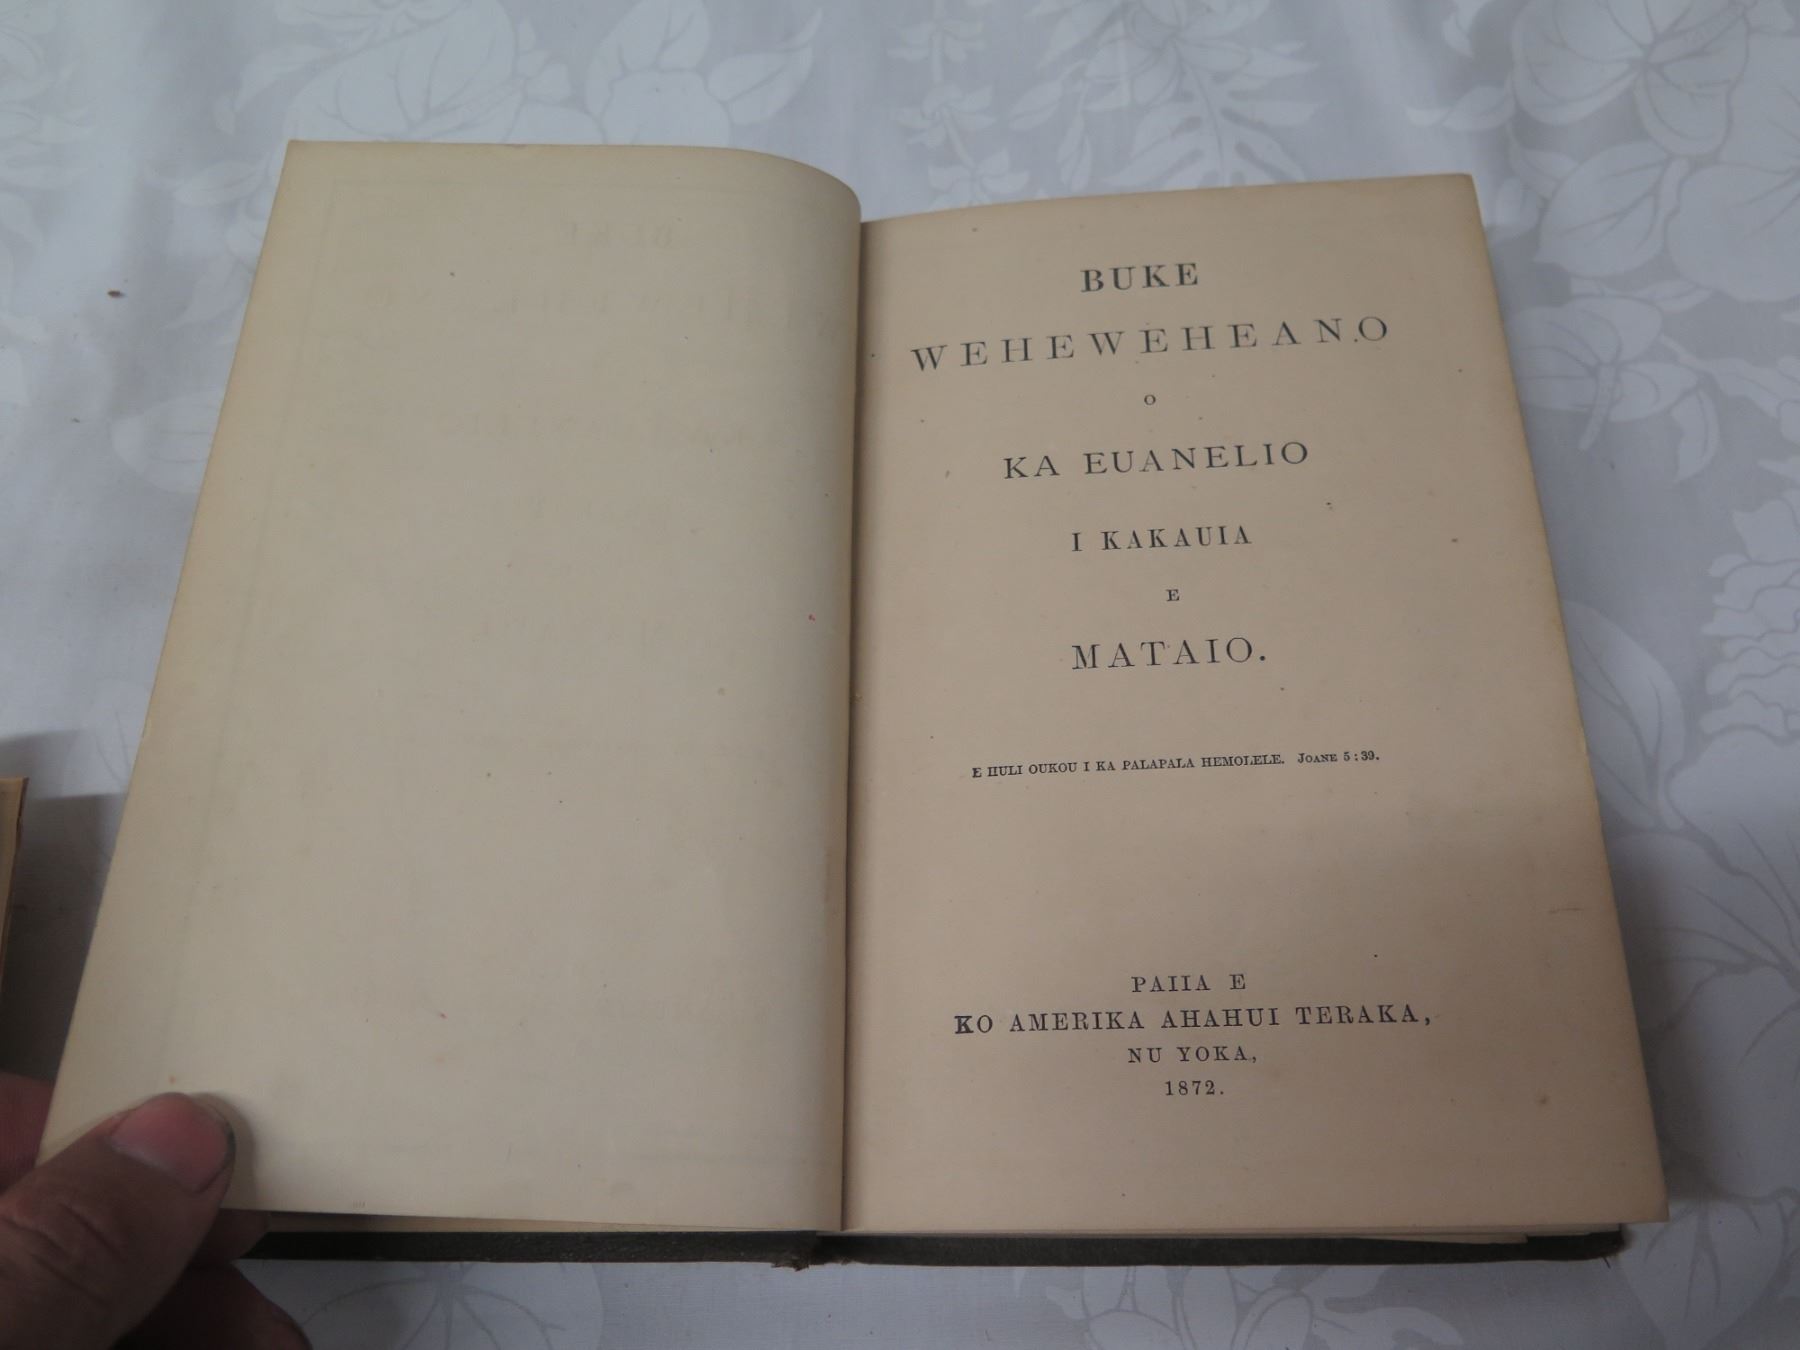 BUKE
WEHEWEHEANO
O
KA EUANELIO
I KAKAUIA
E
MATAIO.
E HULI OUKOU I KA PALAPALA HEMOLELE. JOANE 5:39.
PAIIA E
KO AMERIKA AHAHUI TERAKA,
NU YOKA,
1872.